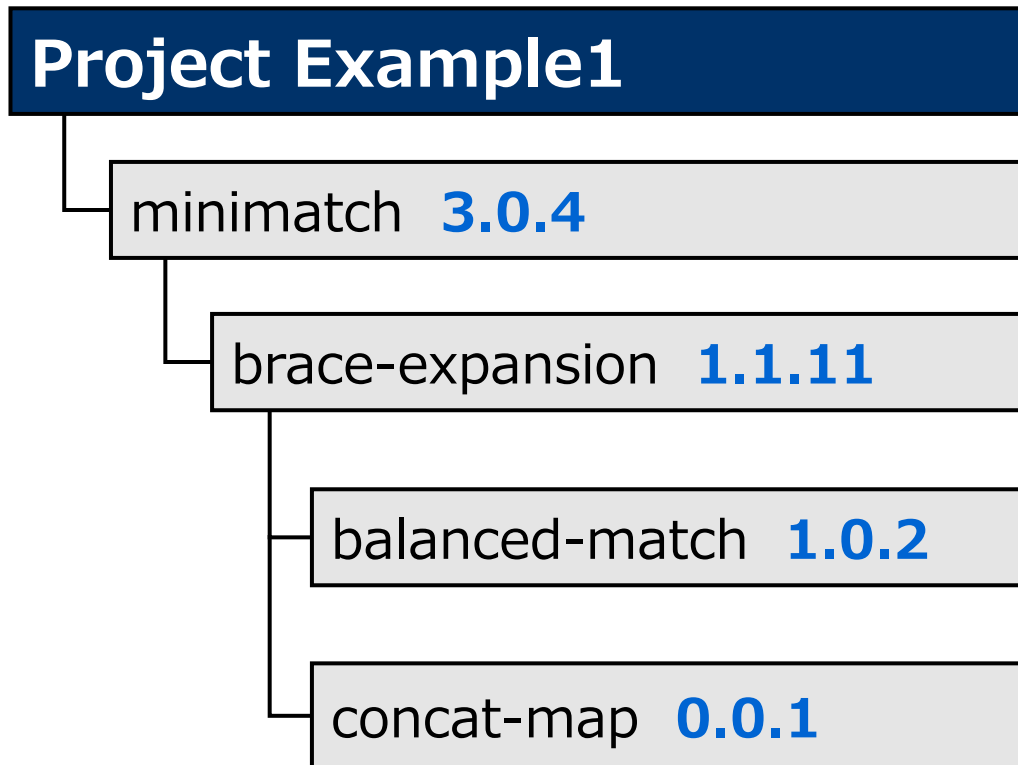 Project Example1
minimatch 3.0.4
brace-expansion 1.1.11
balanced-match 1.0.2
concat-map 0.0.1